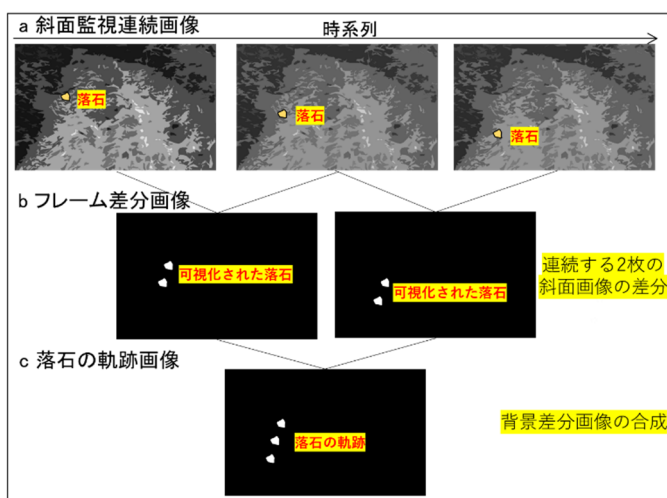 a 斜面監視連続画像
時系列
落石
落石
落石
b フレーム差分画像
可視化された落石
可視化された落石
連続する2枚の
斜面画像の差分
c 落石の軌跡画像
落石の軌跡
背景差分画像の合成